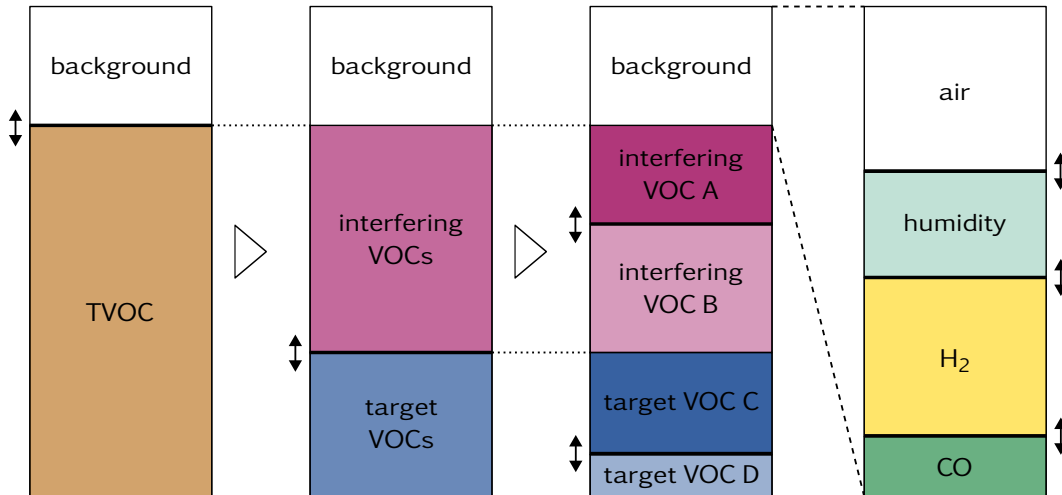 background
TVOC
background
interfering
VOCs
target
VOCs
background
interfering
VOC A
interfering
VOC B
target VOC C
target VOC D
air
humidity
H₂
CO